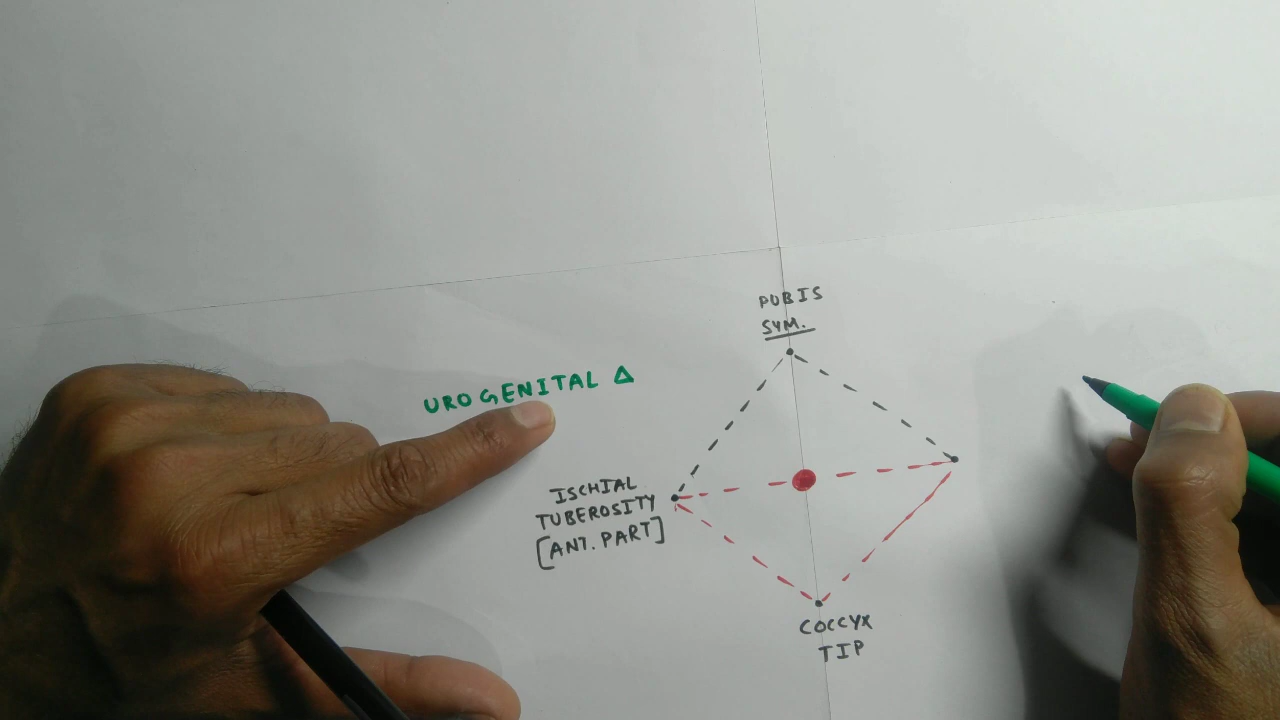 PUBIS
SYM.
UROGENITAL Δ
ISCHIAL
TUBEROSITY
[ANT. PART]
COCCYX
TIP